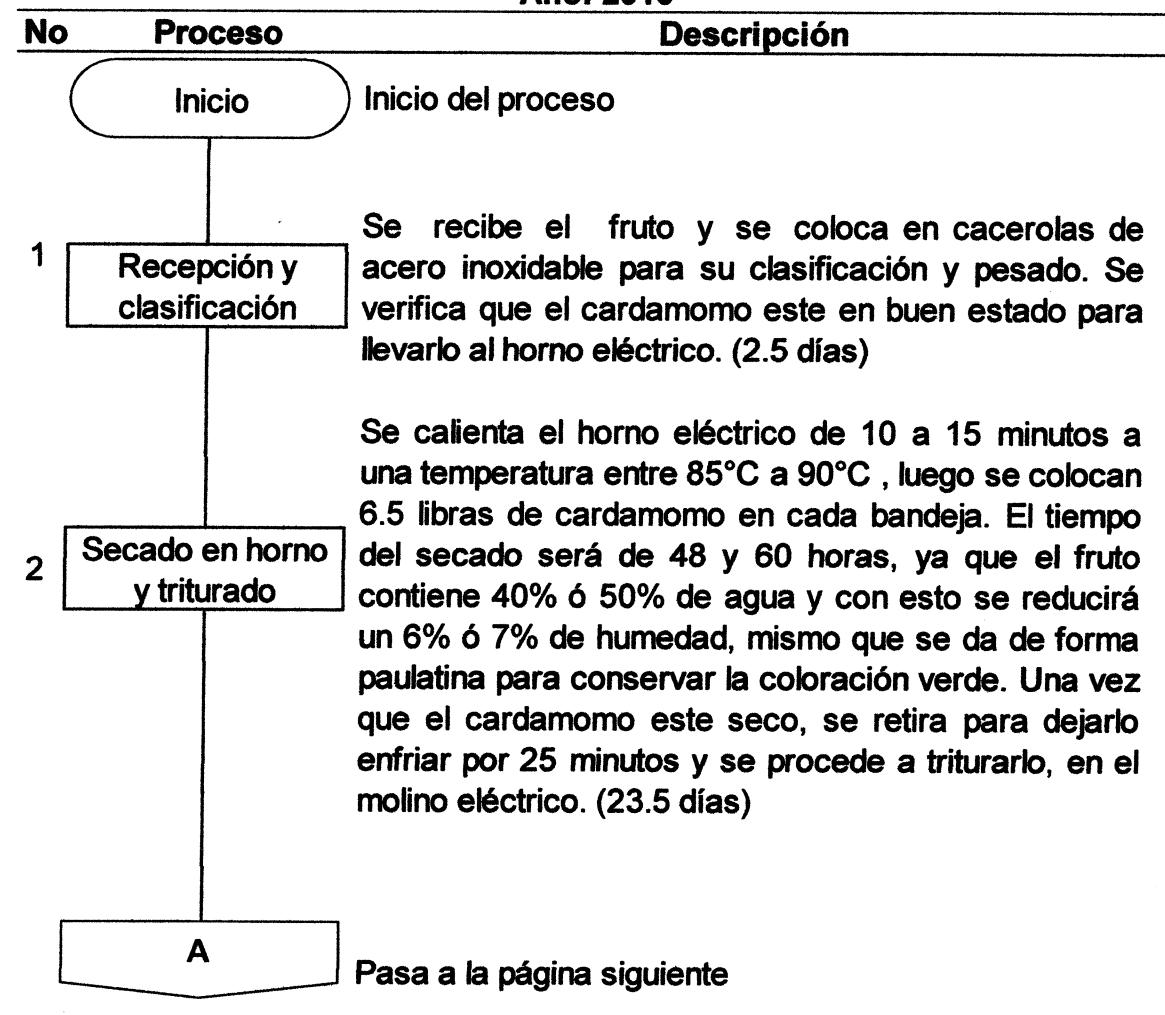 No Proceso Descripción
Inicio Inicio del proceso
1 Recepción y
clasificación
Se recibe el fruto y se coloca en cacerolas de
acero inoxidable para su clasificación y pesado. Se
verifica que el cardamomo este en buen estado para
llevarlo al horno eléctrico. (2.5 días)
2 Secado en horno
y triturado
Se calienta el horno eléctrico de 10 a 15 minutos a
una temperatura entre 85°C a 90°C , luego se colocan
6.5 libras de cardamomo en cada bandeja. El tiempo
del secado será de 48 y 60 horas, ya que el fruto
contiene 40% ó 50% de agua y con esto se reducirá
un 6% ó 7% de humedad, mismo que se da de forma
paulatina para conservar la coloración verde. Una vez
que el cardamomo este seco, se retira para dejarlo
enfriar por 25 minutos y se procede a triturarlo, en el
molino eléctrico. (23.5 días)
A
Pasa a la página siguiente